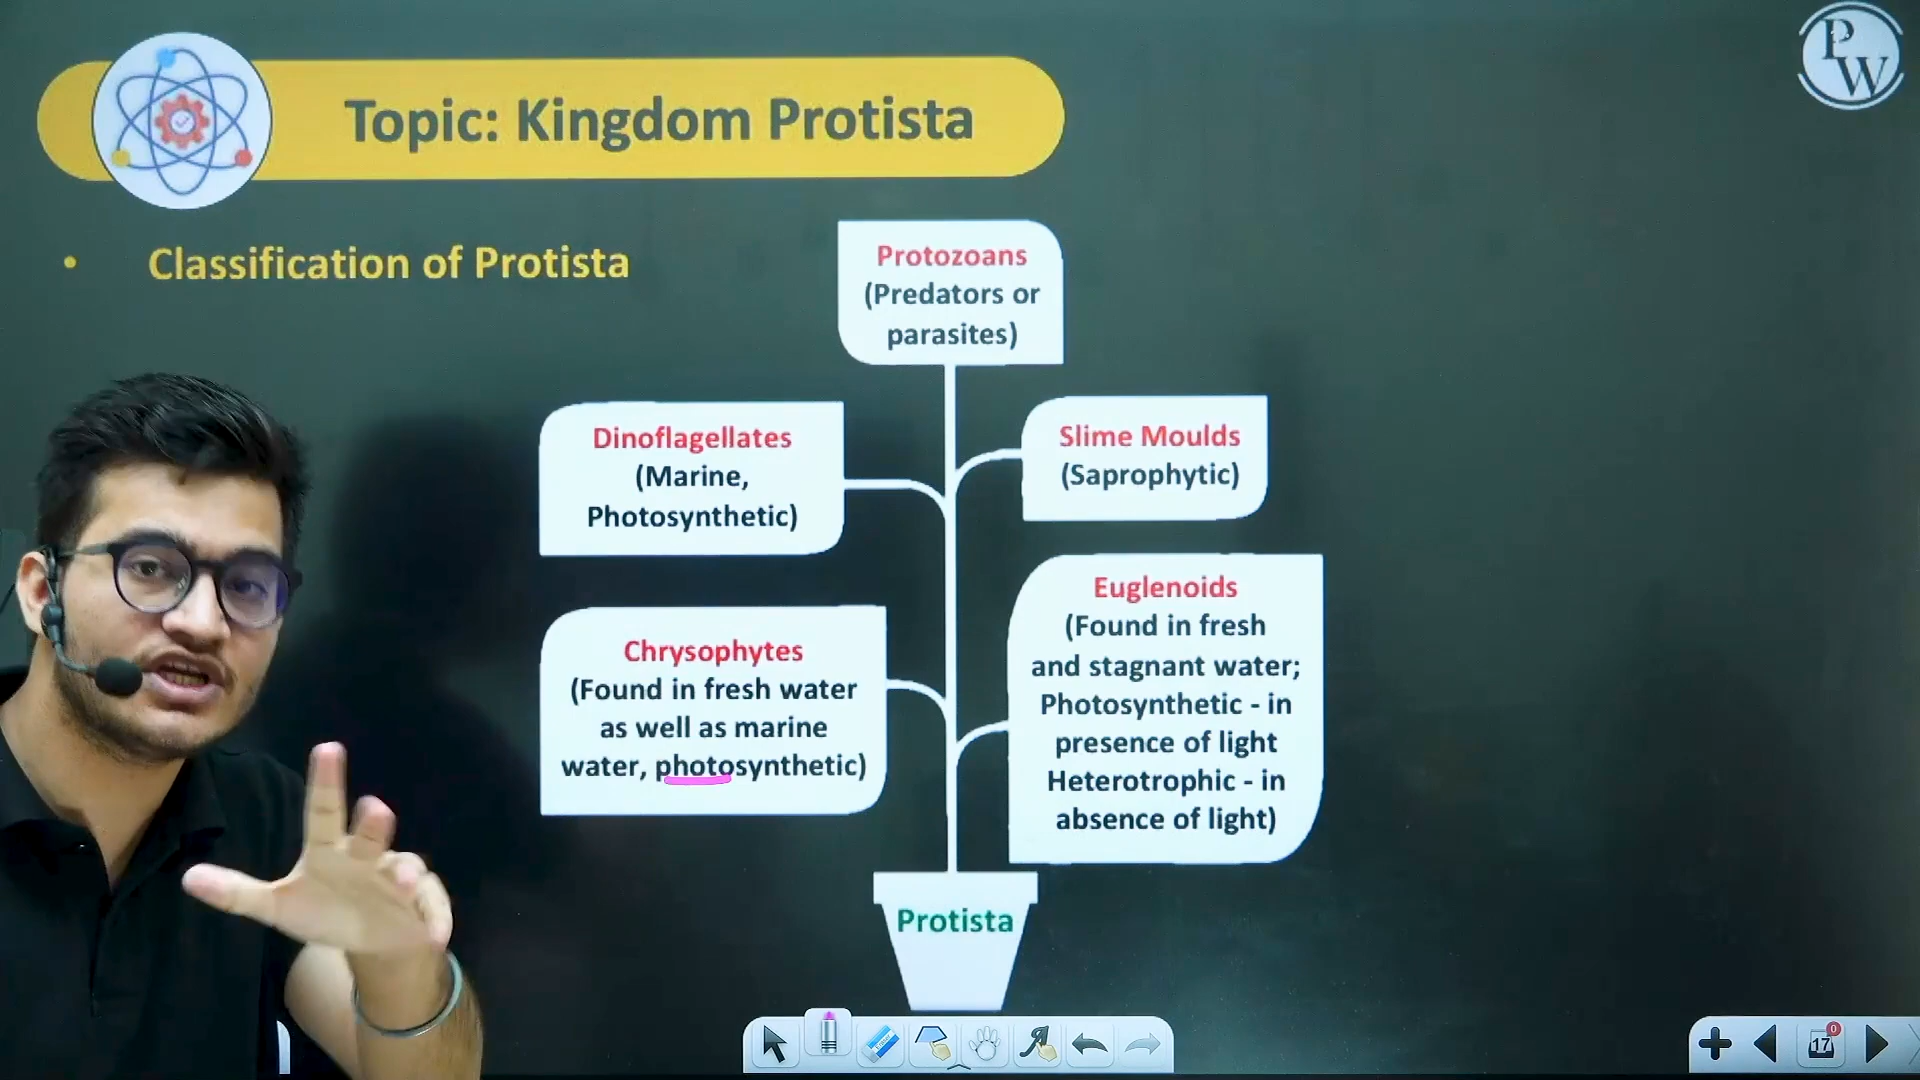 PW
Topic: Kingdom Protista
• Classification of Protista
Protozoans
(Predators or
parasites)
Dinoflagellates
(Marine,
Photosynthetic)
Slime Moulds
(Saprophytic)
Chrysophytes
(Found in fresh water
as well as marine
water, photosynthetic)
Euglenoids
(Found in fresh
and stagnant water;
Photosynthetic - in
presence of light
Heterotrophic - in
absence of light)
Protista
17
0